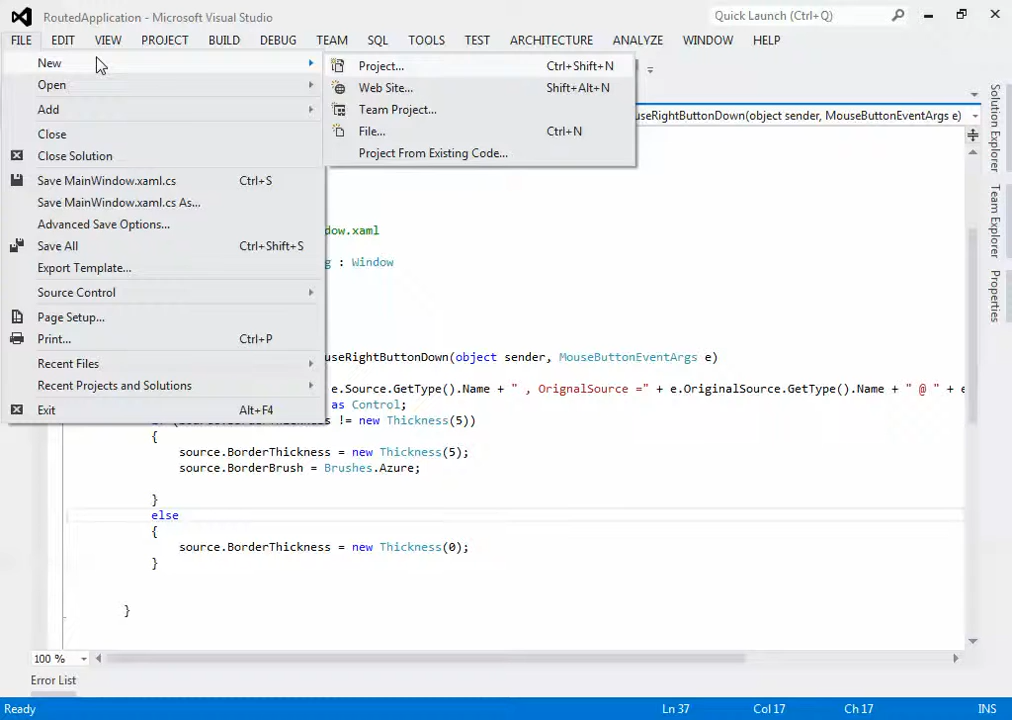 RoutedApplication - Microsoft Visual Studio
Quick Launch (Ctrl+Q)
FILE EDIT VIEW PROJECT BUILD DEBUG TEAM SQL TOOLS TEST ARCHITECTURE ANALYZE WINDOW HELP
New
Open
Add
Close
Close Solution
Save MainWindow.xaml.cs Ctrl+S
Save MainWindow.xaml.cs As...
Advanced Save Options...
Save All Ctrl+Shift+S
Export Template...
Source Control
Page Setup...
Print... Ctrl+P
Recent Files
Recent Projects and Solutions
Exit Alt+F4
Project... Ctrl+Shift+N
Web Site... Shift+Alt+N
Team Project...
File... Ctrl+N
Project From Existing Code...
useRightButtonDown(object sender, MouseButtonEventArgs e)
dow.xaml
g : Window
useRightButtonDown(object sender, MouseButtonEventArgs e)
e.Source.GetType().Name + " , OrignalSource =" + e.OriginalSource.GetType().Name + " @ " + e
as Control;
!= new Thickness(5))
{
source.BorderThickness = new Thickness(5);
source.BorderBrush = Brushes.Azure;
}
else
{
source.BorderThickness = new Thickness(0);
}
}
100 %
Error List
Ready Ln 37 Col 17 Ch 17 INS
Solution Explorer
Team Explorer
Properties